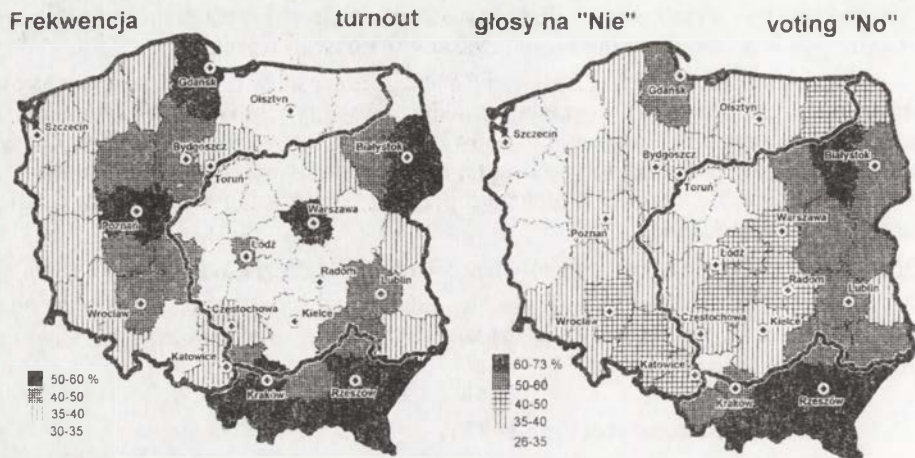 Frekwencja turnout
Gdańsk
Olsztyn
Szczecin
Bydgoszcz
Białystok
Toruń
Poznań
Warszawa
Łódź
Radom
Lublin
Wrocław
Częstochowa
Kielce
Katowice
Kraków
Rzeszów
50-60 %
40-50
35-40
30-35
głosy na "Nie" voting "No"
Gdańsk
Olsztyn
Szczecin
Bydgoszcz
Białystok
Toruń
Poznań
Warszawa
Łódź
Radom
Lublin
Wrocław
Częstochowa
Kielce
Katowice
Kraków
Rzeszów
60-73 %
50-60
40-50
35-40
26-35